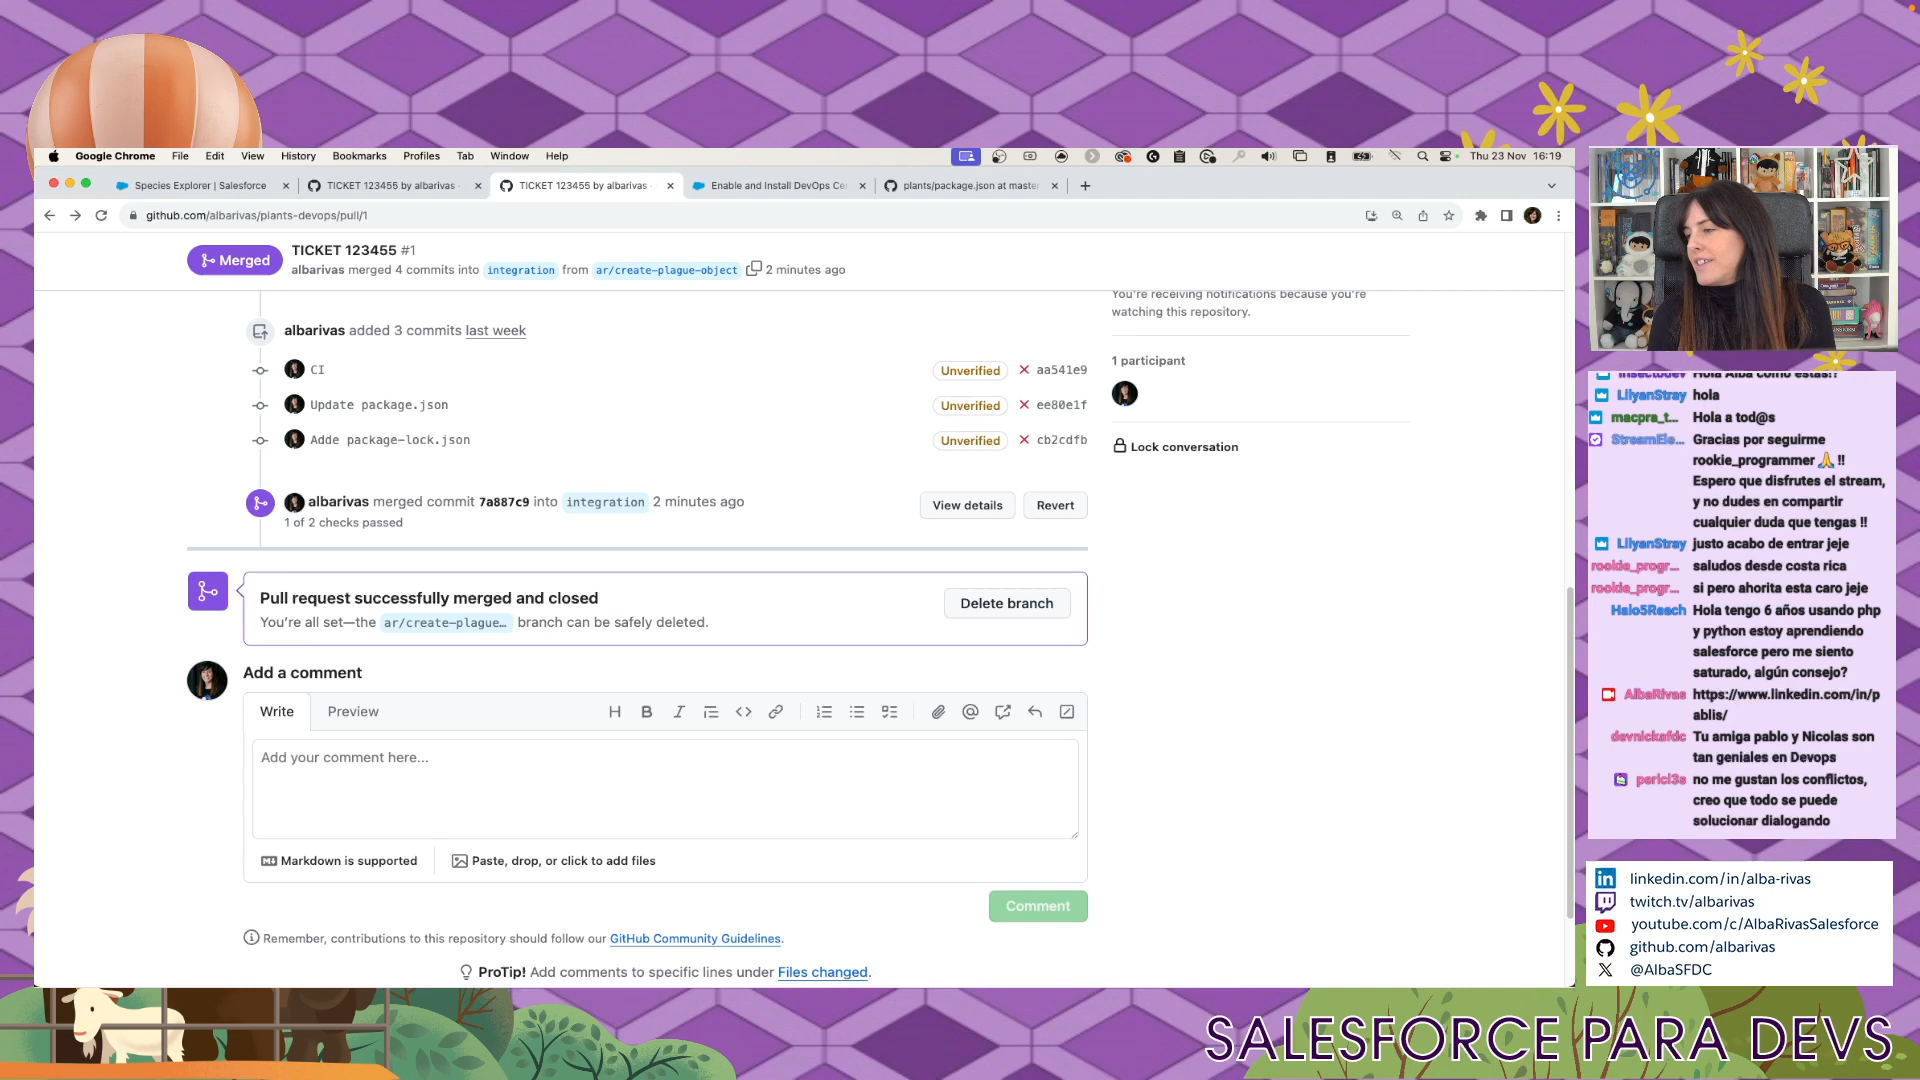 Google Chrome File Edit View History Bookmarks Profiles Tab Window Help
Thu 23 Nov 16:19
Species Explorer | Salesforce
TICKET 123455 by albarivas
TICKET 123455 by albarivas
Enable and Install DevOps Ce
plants/package.json at master
github.com/albarivas/plants-devops/pull/1
Merged
TICKET 123455 #1
albarivas merged 4 commits into integration from ar/create-plague-object 2 minutes ago
albarivas added 3 commits last week
CI Unverified aa541e9
Update package.json Unverified ee80e1f
Adde package-lock.json Unverified cb2cdfb
albarivas merged commit 7a887c9 into integration 2 minutes ago
1 of 2 checks passed
View details Revert
Pull request successfully merged and closed
You're all set—the ar/create-plague… branch can be safely deleted.
Delete branch
Add a comment
Write Preview
Add your comment here...
Markdown is supported
Paste, drop, or click to add files
Comment
Remember, contributions to this repository should follow our GitHub Community Guidelines.
ProTip! Add comments to specific lines under Files changed.
You're receiving notifications because you're
watching this repository.
1 participant
Lock conversation
insectodev Hola Alba como estas!!
LilyanStray hola
macpra_t... Hola a tod@s
StreamEle... Gracias por seguirme
rookie_programmer 🙏 !!
Espero que disfrutes el stream,
y no dudes en compartir
cualquier duda que tengas !!
LilyanStray justo acabo de entrar jeje
rookie_progr... saludos desde costa rica
rookie_progr... si pero ahorita esta caro jeje
Halo5Reach Hola tengo 6 años usando php
y python estoy aprendiendo
salesforce pero me siento
saturado, algún consejo?
AlbaRivas https://www.linkedin.com/in/p
ablis/
devnickafdc Tu amiga pablo y Nicolas son
tan geniales en Devops
parici3s no me gustan los conflictos,
creo que todo se puede
solucionar dialogando
linkedin.com/in/alba-rivas
twitch.tv/albarivas
youtube.com/c/AlbaRivasSalesforce
github.com/albarivas
@AlbaSFDC
SALESFORCE PARA DEVS